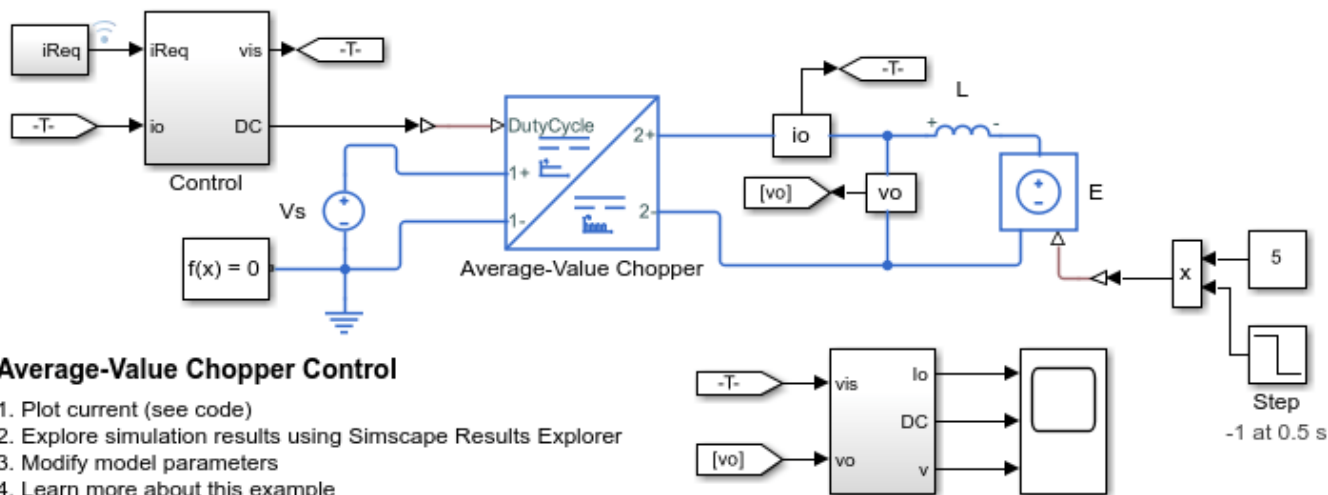 iReq
iReq
vis
-T-
-T-
io
DC
Control
-T-
io
L
+
-
DutyCycle
1+
1-
2+
2-
Average-Value Chopper
Vs
+
−
f(x) = 0
[vo]
vo
+
−
E
x
5
Step
-1 at 0.5 s
Average-Value Chopper Control
1. Plot current (see code)
2. Explore simulation results using Simscape Results Explorer
3. Modify model parameters
4. Learn more about this example
-T-
vis
Io
DC
[vo]
vo
v